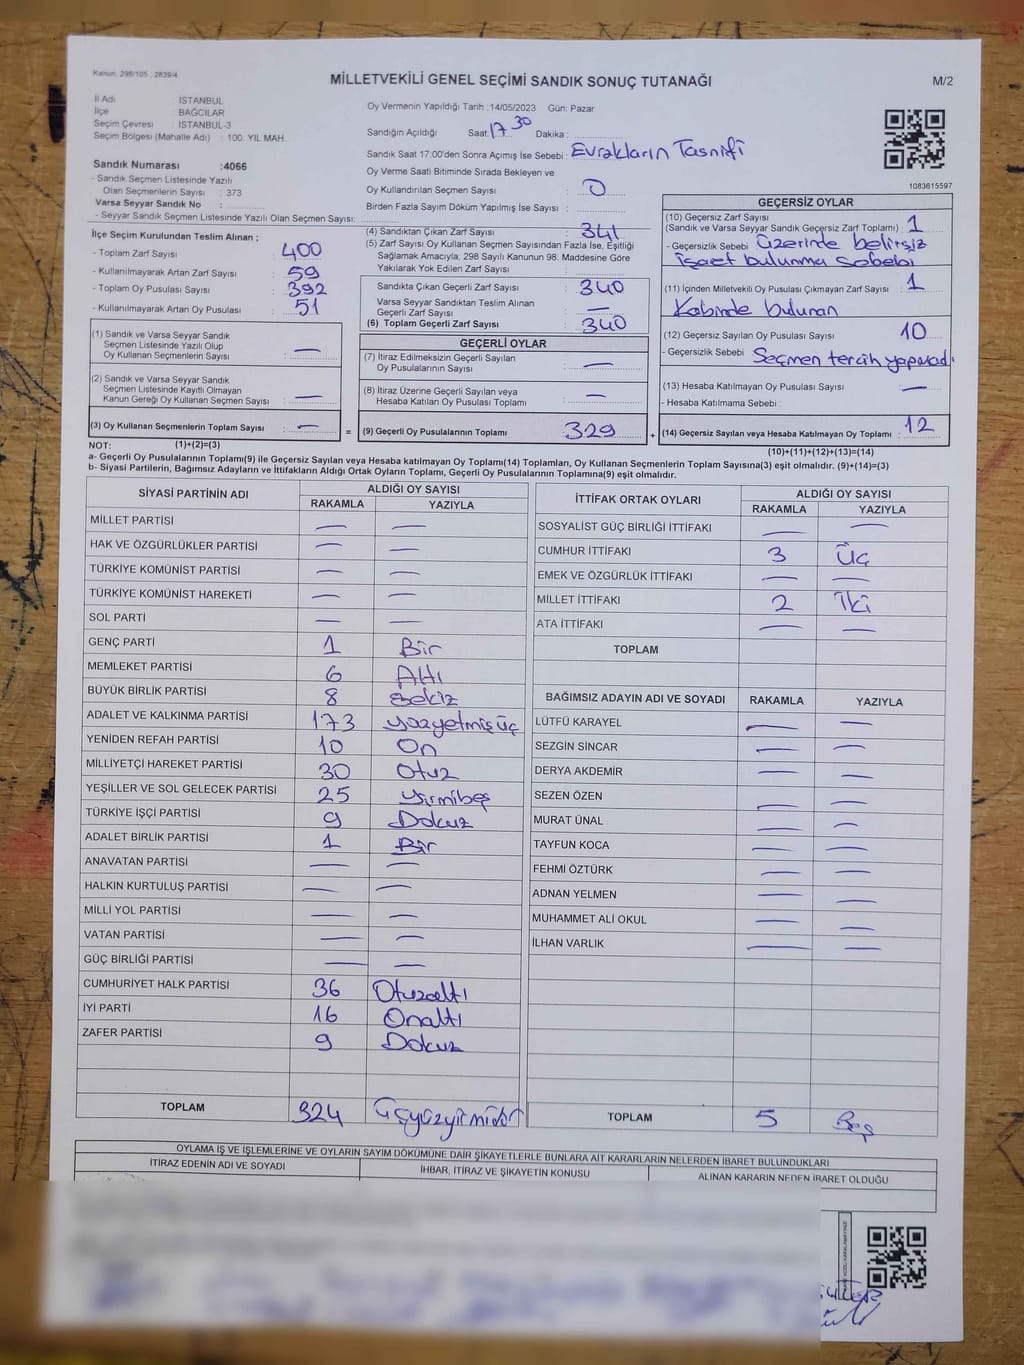 Kanun: 298/105 , 2839/4
MİLLETVEKİLİ GENEL SEÇİMİ SANDIK SONUÇ TUTANAĞI
M/2
İl Adı : İSTANBUL
İlçe : BAĞCILAR
Seçim Çevresi : İSTANBUL-3
Seçim Bölgesi (Mahalle Adı) : 100. YIL MAH.
Sandık Numarası :4066
- Sandık Seçmen Listesinde Yazılı
Olan Seçmenlerin Sayısı : 373
Varsa Seyyar Sandık No :
- Seyyar Sandık Seçmen Listesinde Yazılı Olan Seçmen Sayısı:
Oy Vermenin Yapıldığı Tarih :14/05/2023 Gün: Pazar
Sandığın Açıldığı Saat: 17 30 Dakika :
Sandık Saat 17:00'den Sonra Açımış İse Sebebi : Evrakların Tasnifi
Oy Verme Saati Bitiminde Sırada Bekleyen ve
Oy Kullandırılan Seçmen Sayısı : 0
Birden Fazla Sayım Döküm Yapılmış İse Sayısı :
1083615597
İlçe Seçim Kurulundan Teslim Alınan ;
- Toplam Zarf Sayısı : 400
- Kullanılmayarak Artan Zarf Sayısı : 59
- Toplam Oy Pusulası Sayısı : 392
- Kullanılmayarak Artan Oy Pusulası : 51
(1) Sandık ve Varsa Seyyar Sandık
Seçmen Listesinde Yazılı Olup
Oy Kullanan Seçmenlerin Sayısı : —
(2) Sandık ve Varsa Seyyar Sandık
Seçmen Listesinde Kayıtlı Olmayan
Kanun Gereği Oy Kullanan Seçmen Sayısı : —
(3) Oy Kullanan Seçmenlerin Toplam Sayısı : —
(4) Sandıktan Çıkan Zarf Sayısı : 341
(5) Zarf Sayısı Oy Kullanan Seçmen Sayısından Fazla İse, Eşitliği
Sağlamak Amacıyla; 298 Sayılı Kanunun 98. Maddesine Göre
Yakılarak Yok Edilen Zarf Sayısı :
Sandıkta Çıkan Geçerli Zarf Sayısı : 340
Varsa Seyyar Sandıktan Teslim Alınan
Geçerli Zarf Sayısı : —
(6) Toplam Geçerli Zarf Sayısı : 340
GEÇERLİ OYLAR
(7) İtiraz Edilmeksizin Geçerli Sayılan
Oy Pusulalarının Sayısı : —
(8) İtiraz Üzerine Geçerli Sayılan veya
Hesaba Katılan Oy Pusulası Toplamı : —
= (9) Geçerli Oy Pusulalarının Toplamı : 329 +
GEÇERSİZ OYLAR
(10) Geçersiz Zarf Sayısı
(Sandık ve Varsa Seyyar Sandık Geçersiz Zarf Toplamı) : 1
- Geçersizlik Sebebi : üzerinde belirsiz
işaet bulunma sebebi
(11) İçinden Milletvekili Oy Pusulası Çıkmayan Zarf Sayısı : 1
Kabinde bulunan
(12) Geçersiz Sayılan Oy Pusulası Sayısı : 10
- Geçersizlik Sebebi : Seçmen tercih
(13) Hesaba Katılmayan Oy Pusulası Sayısı : —
- Hesaba Katılmama Sebebi :
(14) Geçersiz Sayılan veya Hesaba Katılmayan Oy Toplamı : 12
NOT: (1)+(2)=(3)
(10)+(11)+(12)+(13)=(14)
a- Geçerli Oy Pusulalarının Toplamı(9) ile Geçersiz Sayılan veya Hesaba katılmayan Oy Toplamı(14) Toplamları, Oy Kullanan Seçmenlerin Toplam Sayısına(3) eşit olmalıdır. (9)+(14)=(3)
b- Siyasi Partilerin, Bağımsız Adayların ve İttifakların Aldığı Ortak Oyların Toplamı, Geçerli Oy Pusulalarının Toplamına(9) eşit olmalıdır.
SİYASİ PARTİNİN ADI ALDIĞI OY SAYISI
RAKAMLA YAZIYLA
MİLLET PARTİSİ — —
HAK VE ÖZGÜRLÜKLER PARTİSİ — —
TÜRKİYE KOMÜNİST PARTİSİ — —
TÜRKİYE KOMÜNİST HAREKETİ — —
SOL PARTİ — —
GENÇ PARTİ 1 Bir
MEMLEKET PARTİSİ 6 Altı
BÜYÜK BİRLİK PARTİSİ 8 Sekiz
ADALET VE KALKINMA PARTİSİ 173 yüzyetmişüç
YENİDEN REFAH PARTİSİ 10 On
MİLLİYETÇİ HAREKET PARTİSİ 30 Otuz
YEŞİLLER VE SOL GELECEK PARTİSİ 25 yirmibeş
TÜRKİYE İŞÇİ PARTİSİ 9 Dokuz
ADALET BİRLİK PARTİSİ 1 Bir
ANAVATAN PARTİSİ — —
HALKIN KURTULUŞ PARTİSİ — —
MİLLİ YOL PARTİSİ — —
VATAN PARTİSİ — —
GÜÇ BİRLİĞİ PARTİSİ — —
CUMHURİYET HALK PARTİSİ 36 Otuzaltı
İYİ PARTİ 16 Onaltı
ZAFER PARTİSİ 9 Dokuz
TOPLAM 324 Üçyüzyirmidört
İTTİFAK ORTAK OYLARI ALDIĞI OY SAYISI
RAKAMLA YAZIYLA
SOSYALİST GÜÇ BİRLİĞİ İTTİFAKI — —
CUMHUR İTTİFAKI 3 Üç
EMEK VE ÖZGÜRLÜK İTTİFAKI — —
MİLLET İTTİFAKI 2 İki
ATA İTTİFAKI — —
TOPLAM
BAĞIMSIZ ADAYIN ADI VE SOYADI RAKAMLA YAZIYLA
LÜTFÜ KARAYEL — —
SEZGİN SİNCAR — —
DERYA AKDEMİR — —
SEZEN ÖZEN — —
MURAT ÜNAL — —
TAYFUN KOCA — —
FEHMİ ÖZTÜRK — —
ADNAN YELMEN — —
MUHAMMET ALİ OKUL — —
İLHAN VARLIK — —
TOPLAM 5 Beş
OYLAMA İŞ VE İŞLEMLERİNE VE OYLARIN SAYIM DÖKÜMÜNE DAİR ŞİKAYETLERLE BUNLARA AİT KARARLARIN NELERDEN İBARET BULUNDUKLARI
İTİRAZ EDENİN ADI VE SOYADI İHBAR, İTİRAZ VE ŞİKAYETİN KONUSU ALINAN KARARIN NEDEN İBARET OLDUĞU